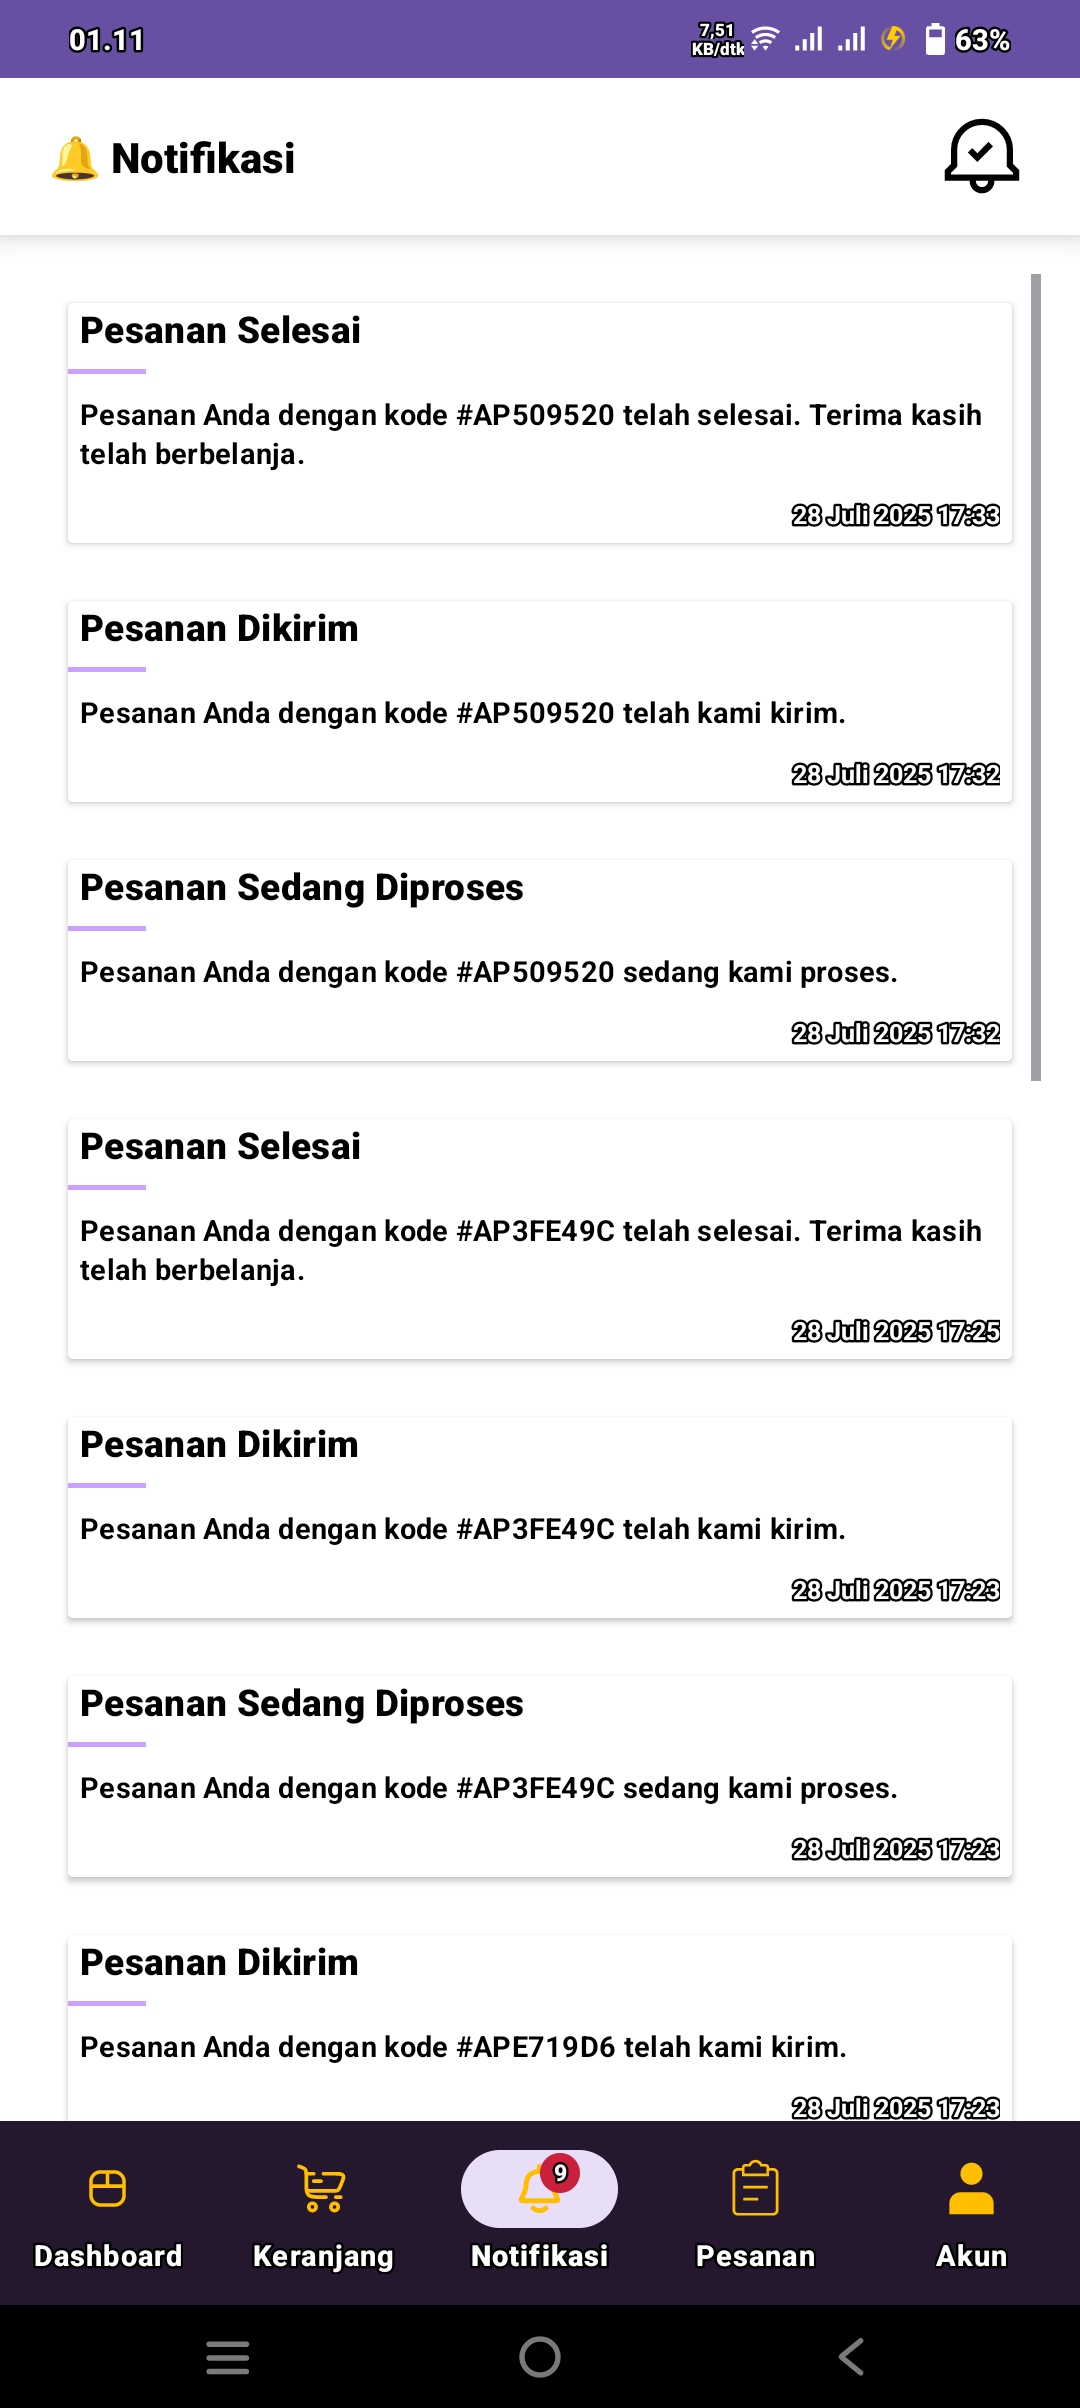 01.11
7,51
KB/dtk
63%
🔔 Notifikasi
Pesanan Selesai
Pesanan Anda dengan kode #AP509520 telah selesai. Terima kasih
telah berbelanja.
28 Juli 2025 17:33
Pesanan Dikirim
Pesanan Anda dengan kode #AP509520 telah kami kirim.
28 Juli 2025 17:32
Pesanan Sedang Diproses
Pesanan Anda dengan kode #AP509520 sedang kami proses.
28 Juli 2025 17:32
Pesanan Selesai
Pesanan Anda dengan kode #AP3FE49C telah selesai. Terima kasih
telah berbelanja.
28 Juli 2025 17:25
Pesanan Dikirim
Pesanan Anda dengan kode #AP3FE49C telah kami kirim.
28 Juli 2025 17:23
Pesanan Sedang Diproses
Pesanan Anda dengan kode #AP3FE49C sedang kami proses.
28 Juli 2025 17:23
Pesanan Dikirim
Pesanan Anda dengan kode #APE719D6 telah kami kirim.
28 Juli 2025 17:23
9
Dashboard
Keranjang
Notifikasi
Pesanan
Akun